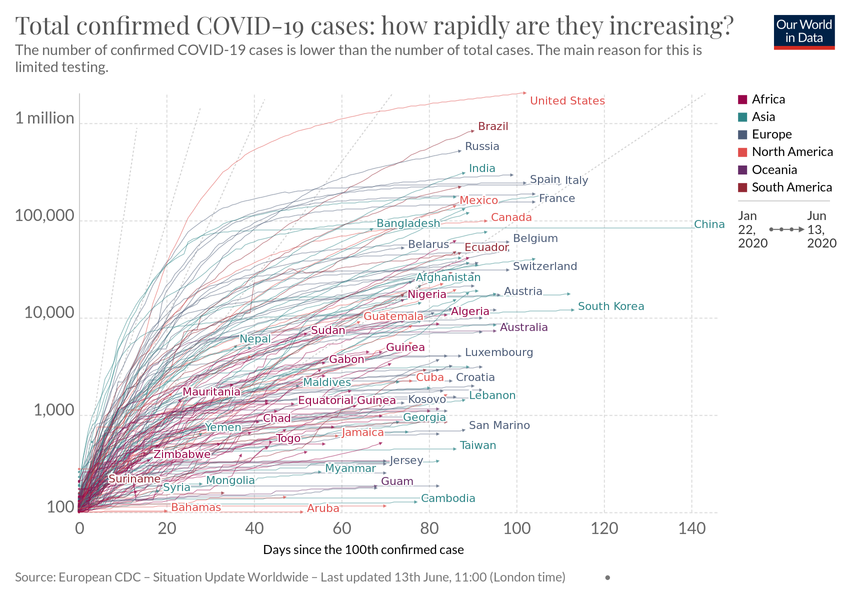 Total confirmed COVID-19 cases: how rapidly are they increasing?
The number of confirmed COVID-19 cases is lower than the number of total cases. The main reason for this is
limited testing.
Our World
in Data
1 million
100,000
10,000
1,000
100
United States
Brazil
Russia
India
Spain
Italy
Mexico
France
Canada
Bangladesh
China
Belarus
Ecuador
Belgium
Switzerland
Afghanistan
Nigeria
Austria
Guatemala
Algeria
South Korea
Sudan
Australia
Nepal
Guinea
Gabon
Luxembourg
Maldives
Cuba
Croatia
Mauritania
Equatorial Guinea
Kosovo
Lebanon
Chad
Georgia
Yemen
Togo
Jamaica
San Marino
Zimbabwe
Taiwan
Myanmar
Jersey
Suriname
Syria
Mongolia
Guam
Cambodia
Bahamas
Aruba
0
20
40
60
80
100
120
140
Days since the 100th confirmed case
Africa
Asia
Europe
North America
Oceania
South America
Jan
22,
2020
Jun
13,
2020
Source: European CDC – Situation Update Worldwide – Last updated 13th June, 11:00 (London time)